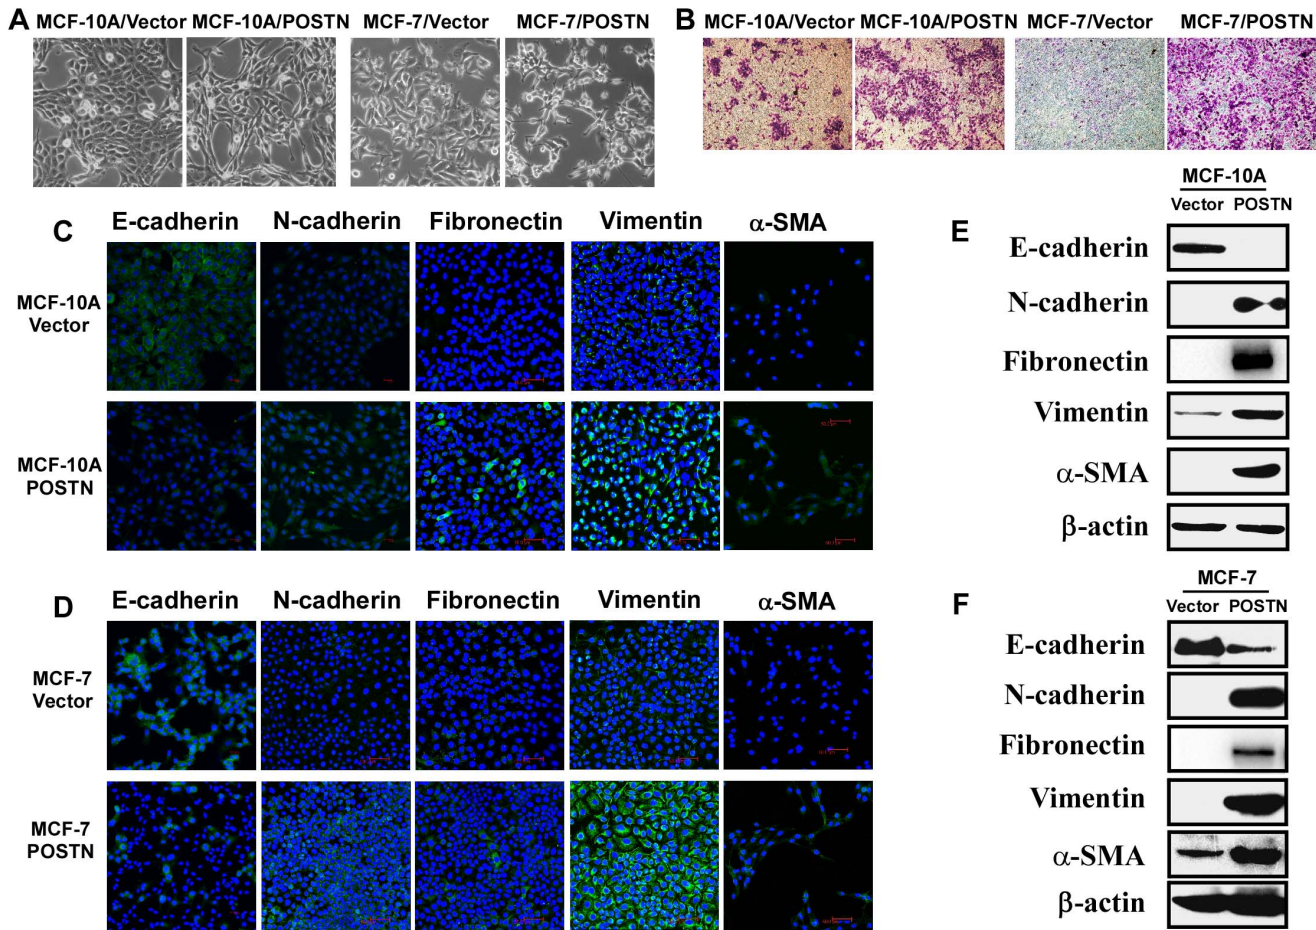 A
MCF-10A/Vector MCF-10A/POSTN MCF-7/Vector MCF-7/POSTN
B
MCF-10A/Vector MCF-10A/POSTN MCF-7/Vector MCF-7/POSTN
C
E-cadherin N-cadherin Fibronectin Vimentin α-SMA
MCF-10A
Vector
MCF-10A
POSTN
D
E-cadherin N-cadherin Fibronectin Vimentin α-SMA
MCF-7
Vector
MCF-7
POSTN
E
MCF-10A
Vector POSTN
E-cadherin
N-cadherin
Fibronectin
Vimentin
α-SMA
β-actin
F
MCF-7
Vector POSTN
E-cadherin
N-cadherin
Fibronectin
Vimentin
α-SMA
β-actin